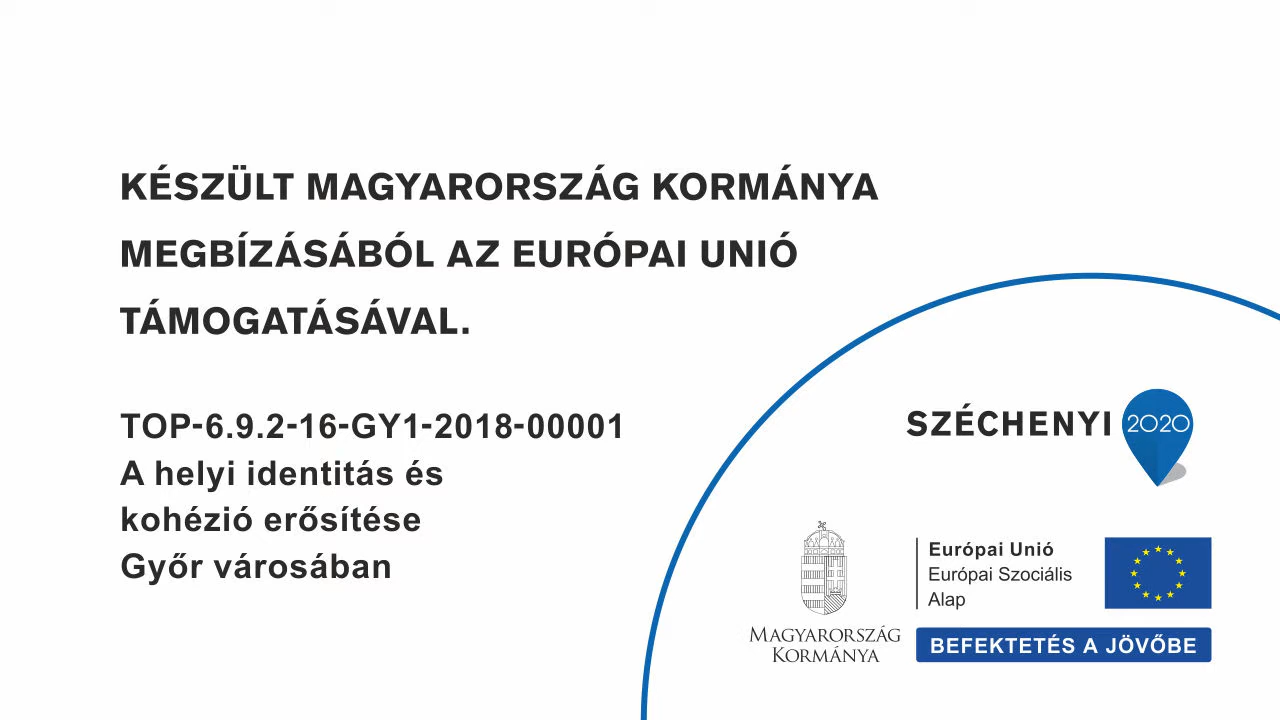 KÉSZÜLT MAGYARORSZÁG KORMÁNYA
MEGBÍZÁSÁBÓL AZ EURÓPAI UNIÓ
TÁMOGATÁSÁVAL.
TOP-6.9.2-16-GY1-2018-00001
A helyi identitás és
kohézió erősítése
Győr városában
SZÉCHENYI 2020
Európai Unió
Európai Szociális
Alap
MAGYARORSZÁG
KORMÁNYA
BEFEKTETÉS A JÖVŐBE